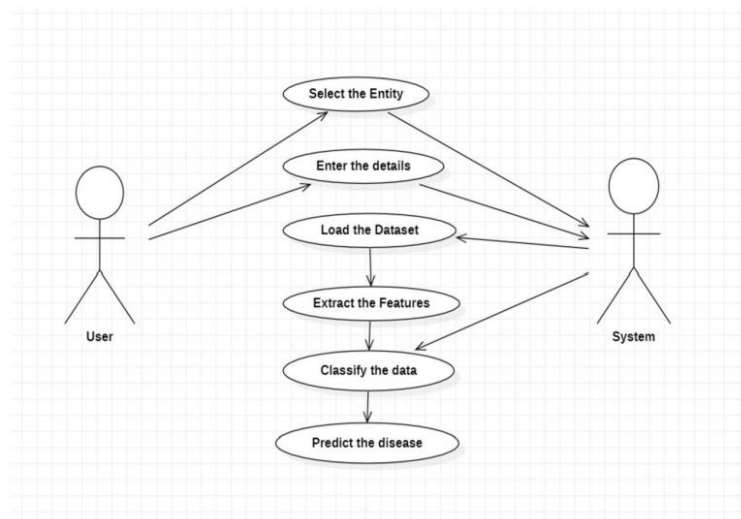 Select the Entity
Enter the details
Load the Dataset
Extract the Features
User
System
Classify the data
Predict the disease